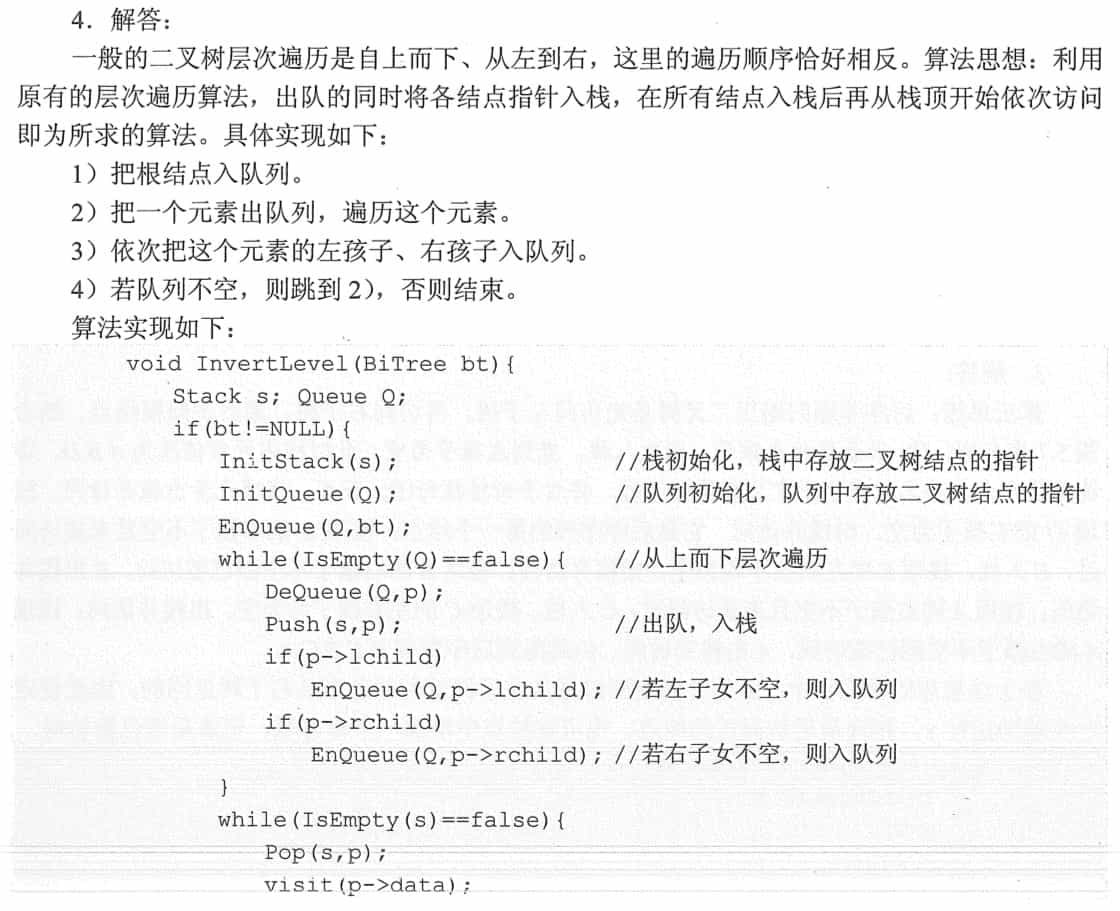 4．解答：
一般的二叉树层次遍历是自上而下、从左到右，这里的遍历顺序恰好相反。算法思想：利用
原有的层次遍历算法，出队的同时将各结点指针入栈，在所有结点入栈后再从栈顶开始依次访问
即为所求的算法。具体实现如下：
1）把根结点入队列。
2）把一个元素出队列，遍历这个元素。
3）依次把这个元素的左孩子、右孩子入队列。
4）若队列不空，则跳到2)，否则结束。
算法实现如下：
void InvertLevel(BiTree bt){
Stack s; Queue Q;
if(bt!=NULL){
InitStack(s); //栈初始化，栈中存放二叉树结点的指针
InitQueue(Q); //队列初始化，队列中存放二叉树结点的指针
EnQueue(Q,bt);
while(IsEmpty(Q)==false){ //从上而下层次遍历
DeQueue(Q,p);
Push(s,p); //出队，入栈
if(p->lchild)
EnQueue(Q,p->lchild); //若左子女不空，则入队列
if(p->rchild)
EnQueue(Q,p->rchild); //若右子女不空，则入队列
}
while(IsEmpty(s)==false){
Pop(s,p);
visit(p->data);